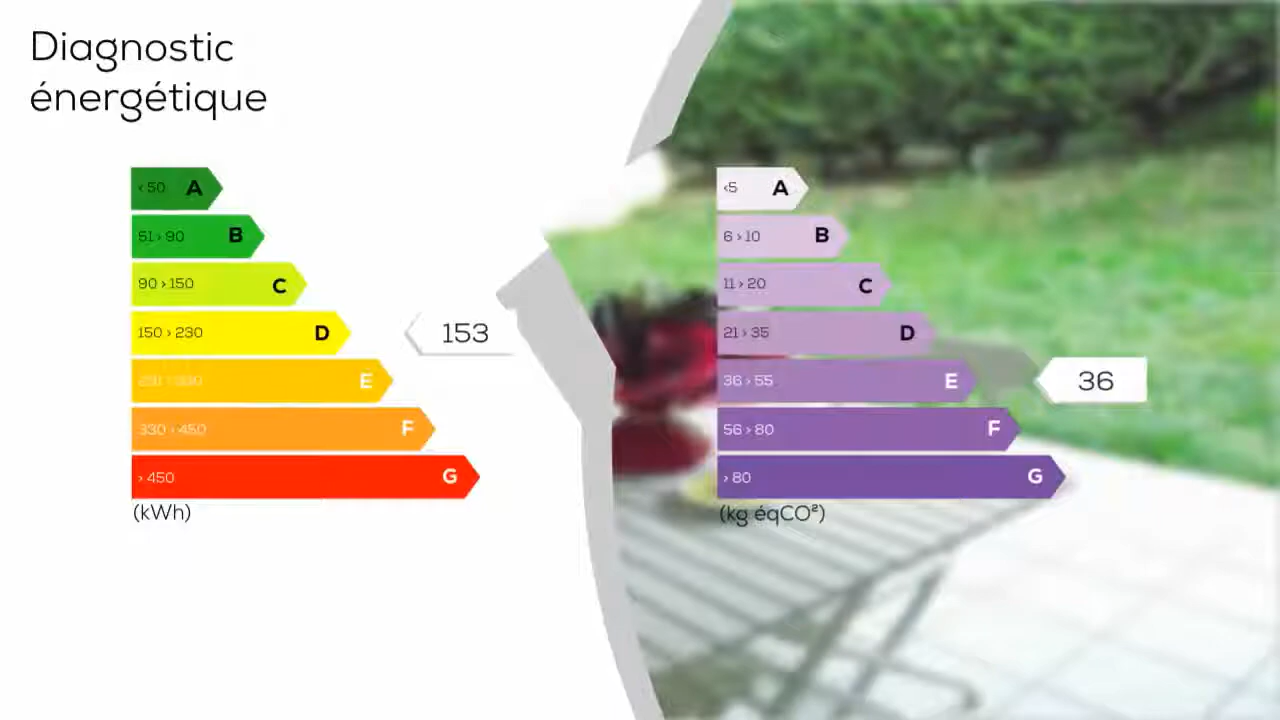 Diagnostic
énergétique
< 50 A
51 > 90 B
90 > 150 C
150 > 230 D
153
E
330 > 450 F
> 450 G
(kWh)
<5 A
6 > 10 B
11 > 20 C
21 > 35 D
36 > 55 E
36
56 > 80 F
> 80 G
(kg éqCO²)